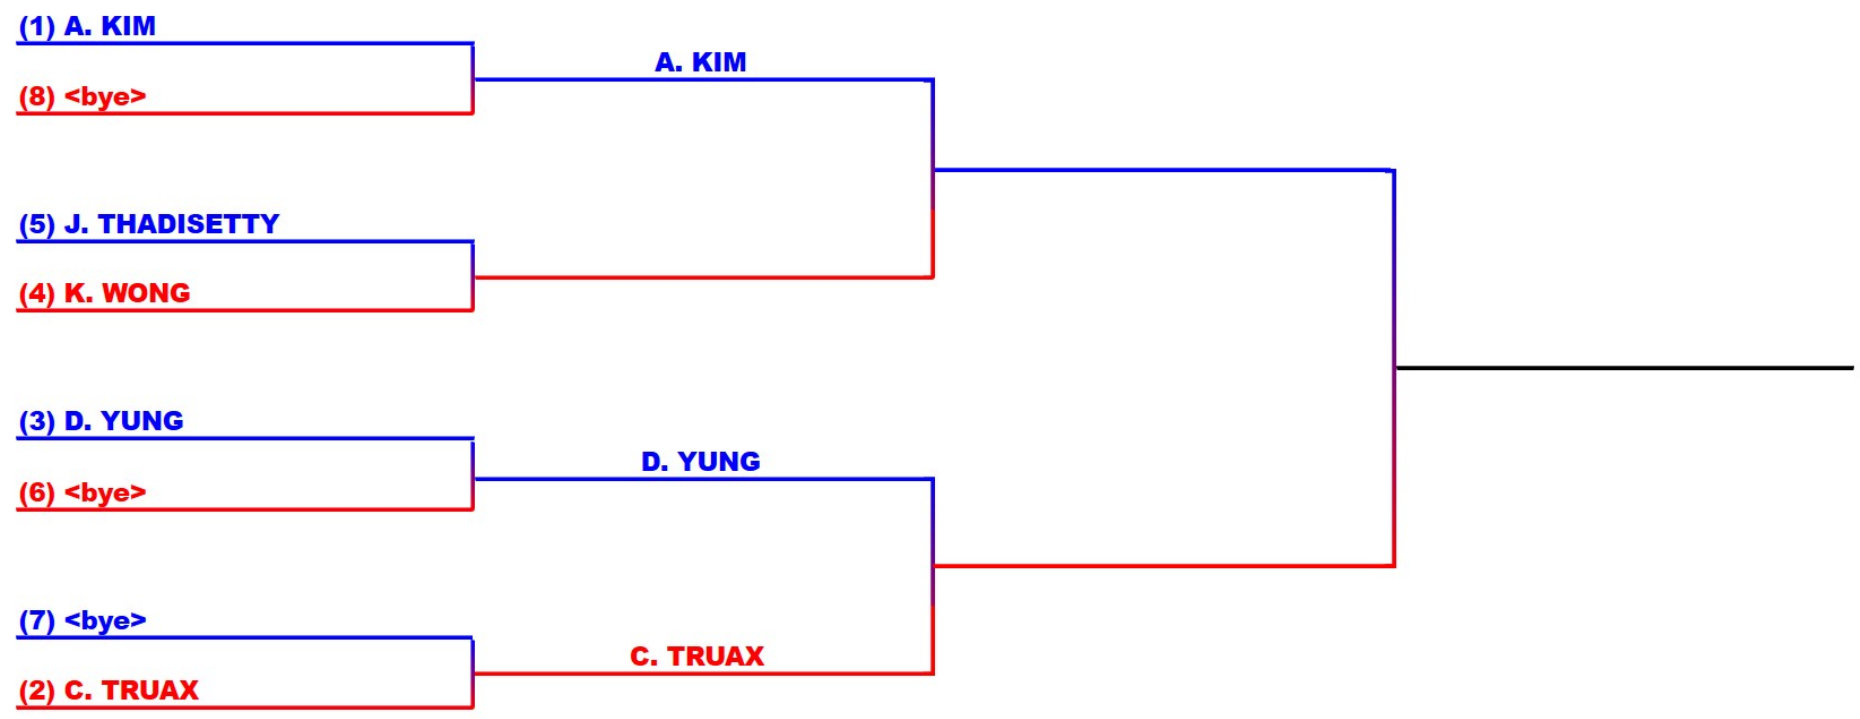 (1) A. KIM
(8) <bye>
(5) J. THADISETTY
(4) K. WONG
(3) D. YUNG
(6) <bye>
(7) <bye>
(2) C. TRUAX
A. KIM
D. YUNG
C. TRUAX